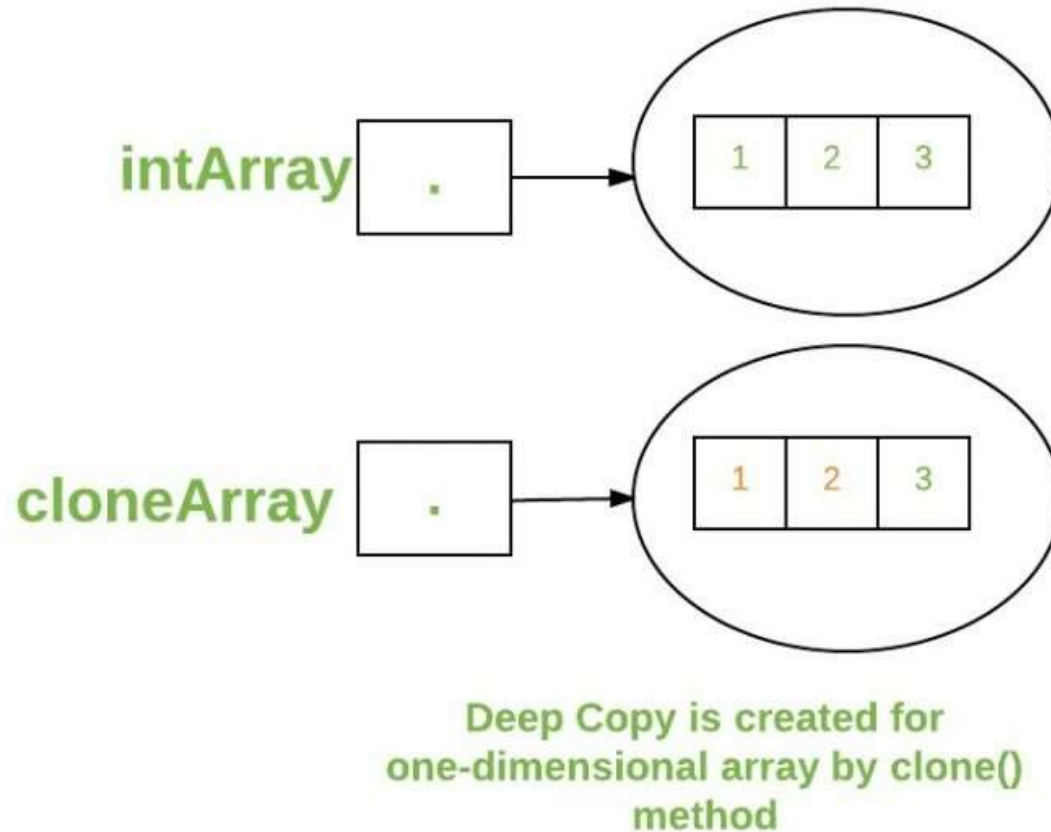 intArray
.
1 2 3
cloneArray
.
1 2 3
Deep Copy is created for
one-dimensional array by clone()
method